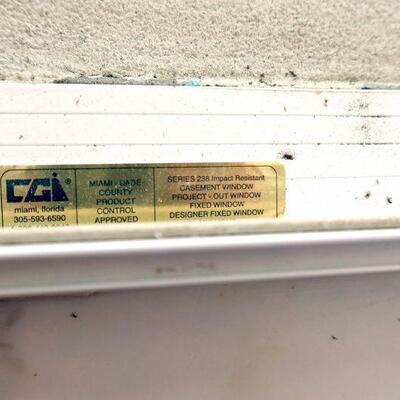 CGI®
miami, florida
305-593-6590
MIAMI - DADE
COUNTY
PRODUCT
CONTROL
APPROVED
SERIES 238 Impact Resistant
CASEMENT WINDOW
PROJECT - OUT WINDOW
FIXED WINDOW
DESIGNER FIXED WINDOW